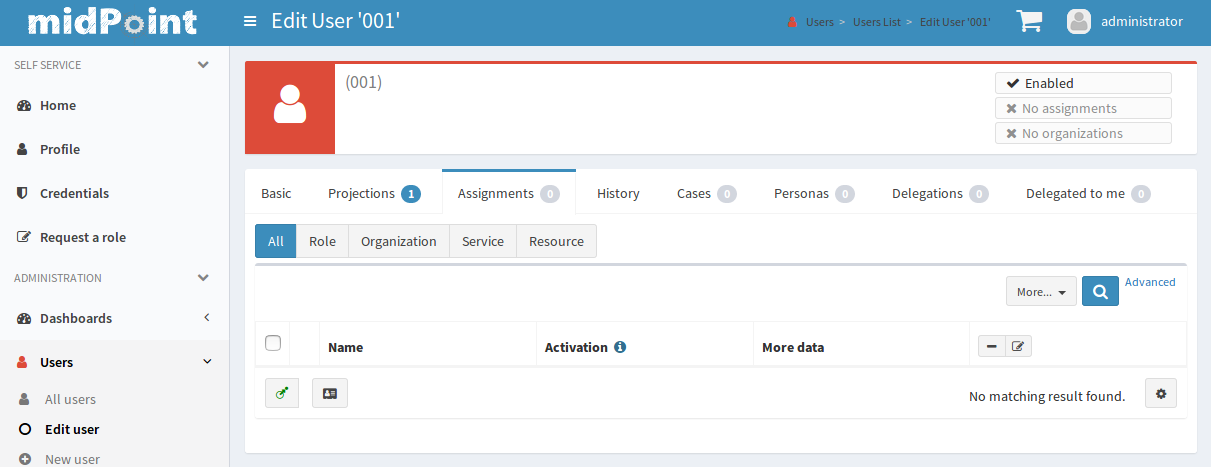 midPoint
Edit User '001'
Users > Users List > Edit User '001'
administrator
SELF SERVICE
Home
Profile
Credentials
Request a role
ADMINISTRATION
Dashboards
Users
All users
Edit user
New user
(001)
Enabled
No assignments
No organizations
Basic Projections 1 Assignments 0 History Cases 0 Personas 0 Delegations 0 Delegated to me 0
All Role Organization Service Resource
More... Advanced
Name Activation More data
No matching result found.